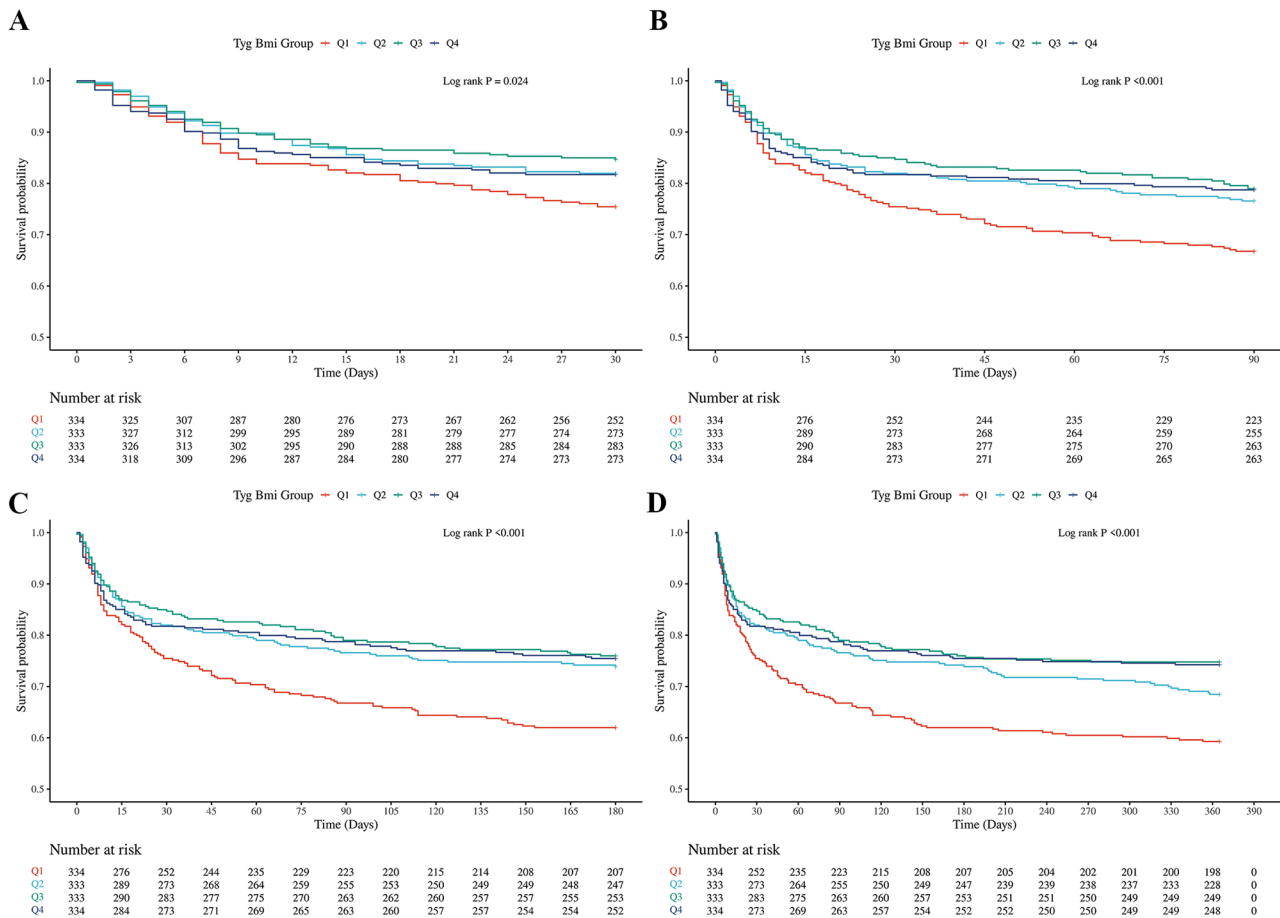 A
Tyg Bmi Group Q1 Q2 Q3 Q4
Log rank P = 0.024
Survival probability
1.0
0.9
0.8
0.7
0.6
0.5
0 3 6 9 12 15 18 21 24 27 30
Time (Days)
Number at risk
Q1 334 325 307 287 280 276 273 267 262 256 252
Q2 333 327 312 299 295 289 281 279 277 274 273
Q3 333 326 313 302 295 290 288 288 285 284 283
Q4 334 318 309 296 287 284 280 277 274 273 273
B
Tyg Bmi Group Q1 Q2 Q3 Q4
Log rank P <0.001
Survival probability
1.0
0.9
0.8
0.7
0.6
0.5
0 15 30 45 60 75 90
Time (Days)
Number at risk
Q1 334 276 252 244 235 229 223
Q2 333 289 273 268 264 259 255
Q3 333 290 283 277 275 270 263
Q4 334 284 273 271 269 265 263
C
Tyg Bmi Group Q1 Q2 Q3 Q4
Log rank P <0.001
Survival probability
1.0
0.9
0.8
0.7
0.6
0.5
0 15 30 45 60 75 90 105 120 135 150 165 180
Time (Days)
Number at risk
Q1 334 276 252 244 235 229 223 220 215 214 208 207 207
Q2 333 289 273 268 264 259 255 253 250 249 249 248 247
Q3 333 290 283 277 275 270 263 262 260 257 257 255 253
Q4 334 284 273 271 269 265 263 260 257 257 254 254 252
D
Tyg Bmi Group Q1 Q2 Q3 Q4
Log rank P <0.001
Survival probability
1.0
0.9
0.8
0.7
0.6
0.5
0 30 60 90 120 150 180 210 240 270 300 330 360 390
Time (Days)
Number at risk
Q1 334 252 235 223 215 208 207 205 204 202 201 200 198 0
Q2 333 273 264 255 250 249 247 239 239 238 237 233 228 0
Q3 333 283 275 263 260 257 253 251 251 250 249 249 249 0
Q4 334 273 269 263 257 254 252 252 250 250 249 249 248 0